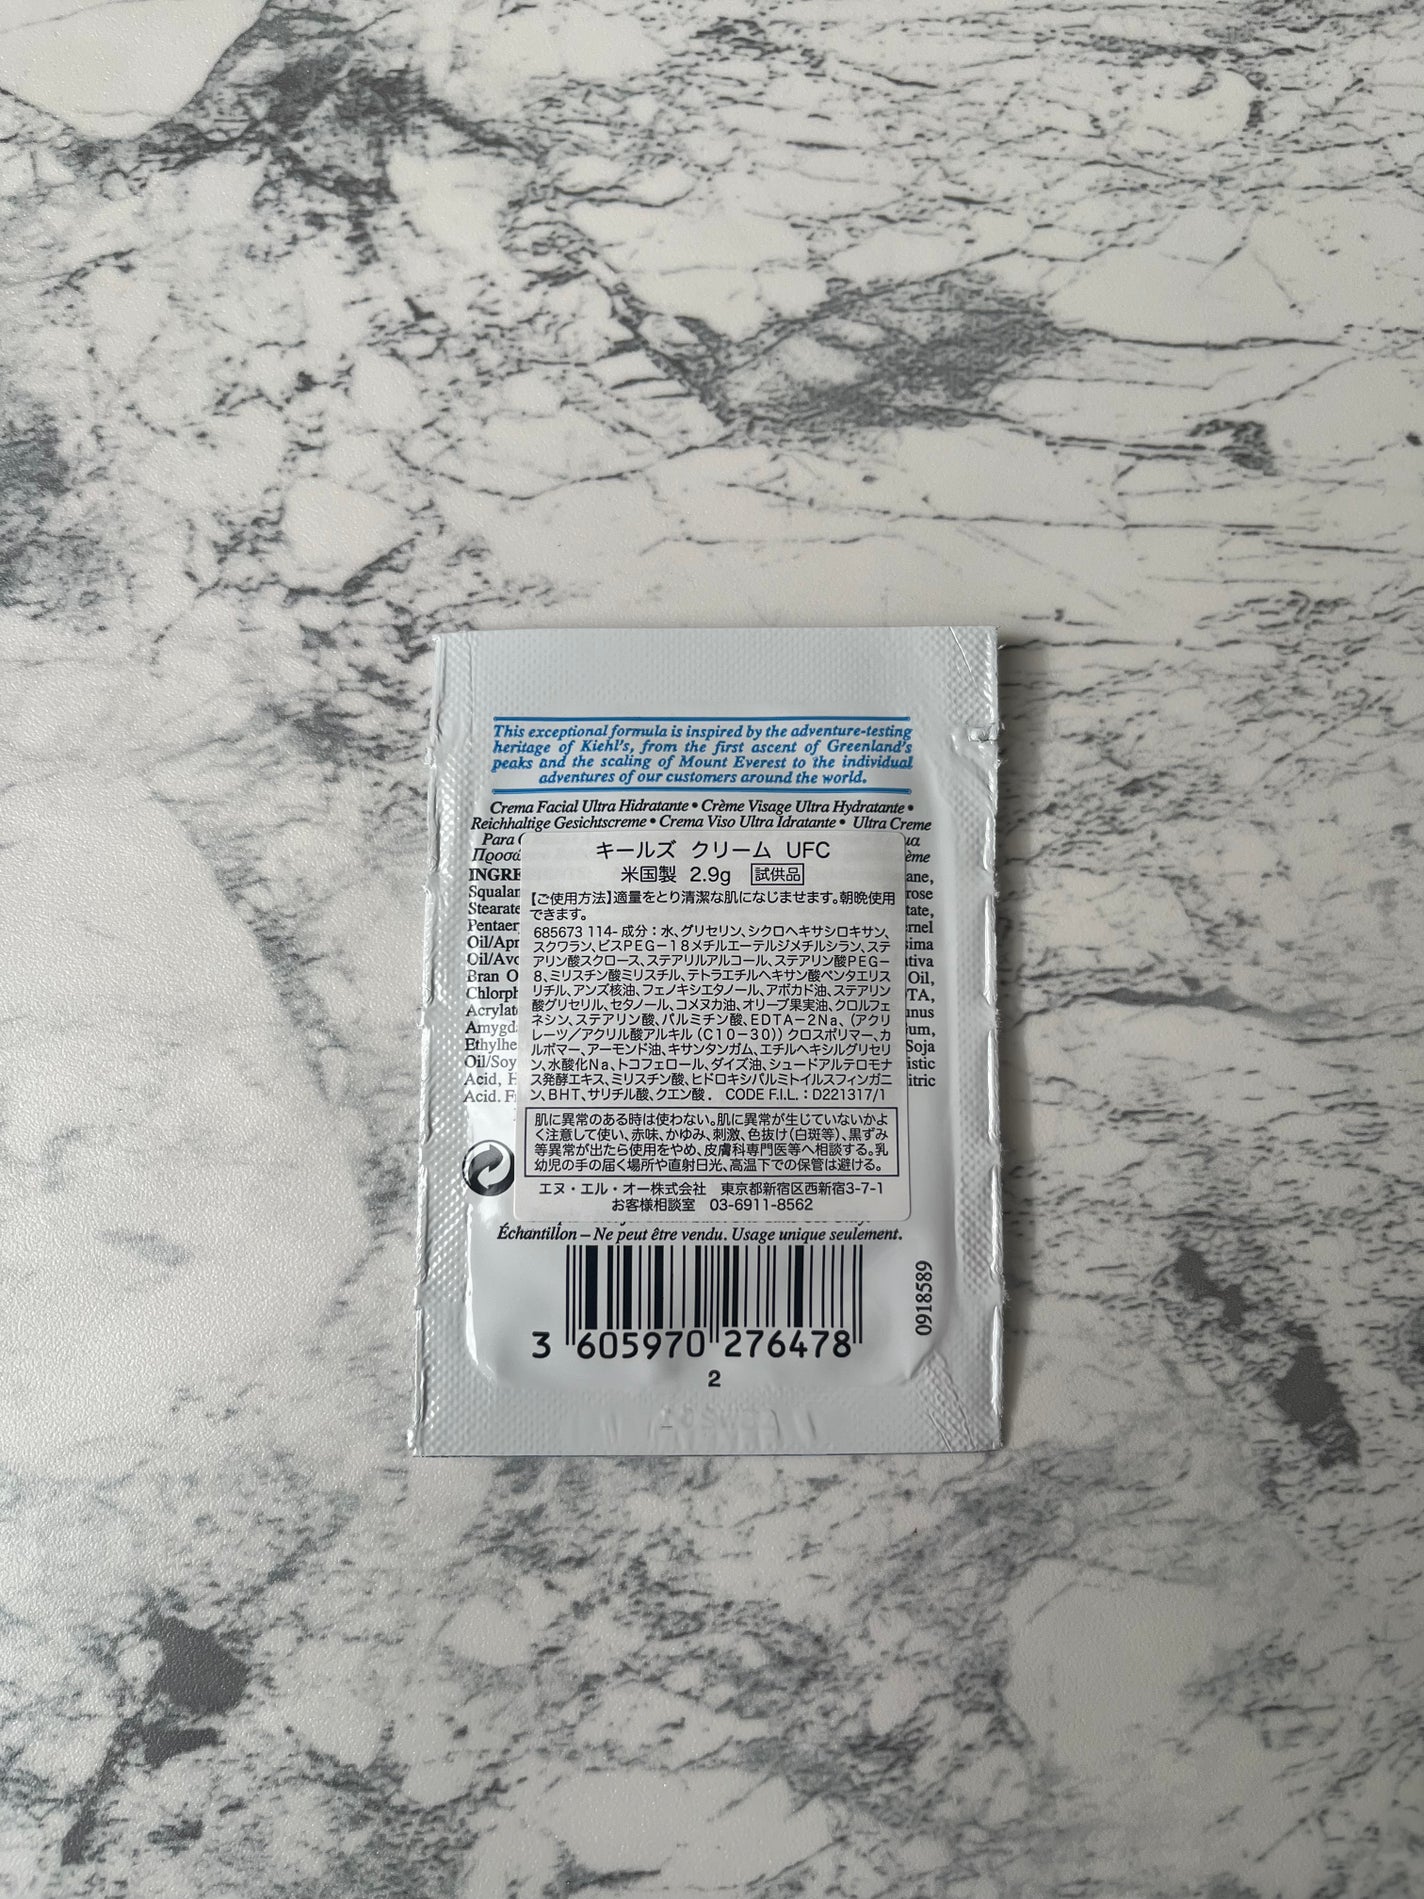 This exceptional formula is inspired by the adventure-testing
heritage of Kiehl's, from the first ascent of Greenland's
peaks and the scaling of Mount Everest to the individual
adventures of our customers around the world.
Crema Facial Ultra Hidratante • Crème Visage Ultra Hydratante •
Reichhaltige Gesichtscreme • Crema Viso Ultra Idratante • Ultra Creme
Para
キールズ クリーム UFC
米国製 2.9g 試供品
【ご使用方法】適量をとり清潔な肌になじませます。朝晩使用
できます。
685673 114- 成分：水、グリセリン、シクロヘキサシロキサン、
スクワラン、ビスPEG－18メチルエーテルジメチルシラン、ステ
アリン酸スクロース、ステアリルアルコール、ステアリン酸PEG－
8、ミリスチン酸ミリスチル、テトラエチルヘキサン酸ペンタエリス
リチル、アンズ核油、フェノキシエタノール、アボカド油、ステアリン
酸グリセリル、セタノール、コメヌカ油、オリーブ果実油、クロルフェ
ネシン、ステアリン酸、パルミチン酸、EDTA－2Na、（アクリ
レーツ／アクリル酸アルキル（C10－30））クロスポリマー、カ
ルボマー、アーモンド油、キサンタンガム、エチルヘキシルグリセリ
ン、水酸化Na、トコフェロール、ダイズ油、シュードアルテロモナ
ス発酵エキス、ミリスチン酸、ヒドロキシパルミトイルスフィンガニ
ン、BHT、サリチル酸、クエン酸． CODE F.I.L.：D221317/1
肌に異常のある時は使わない。肌に異常が生じていないかよ
く注意して使い、赤味、かゆみ、刺激、色抜け（白斑等）、黒ずみ
等異常が出たら使用をやめ、皮膚科専門医等へ相談する。乳
幼児の手の届く場所や直射日光、高温下での保管は避ける。
エヌ・エル・オー株式会社 東京都新宿区西新宿3-7-1
お客様相談室 03-6911-8562
Échantillon – Ne peut être vendu. Usage unique seulement.
0918589
3 605970 276478
2